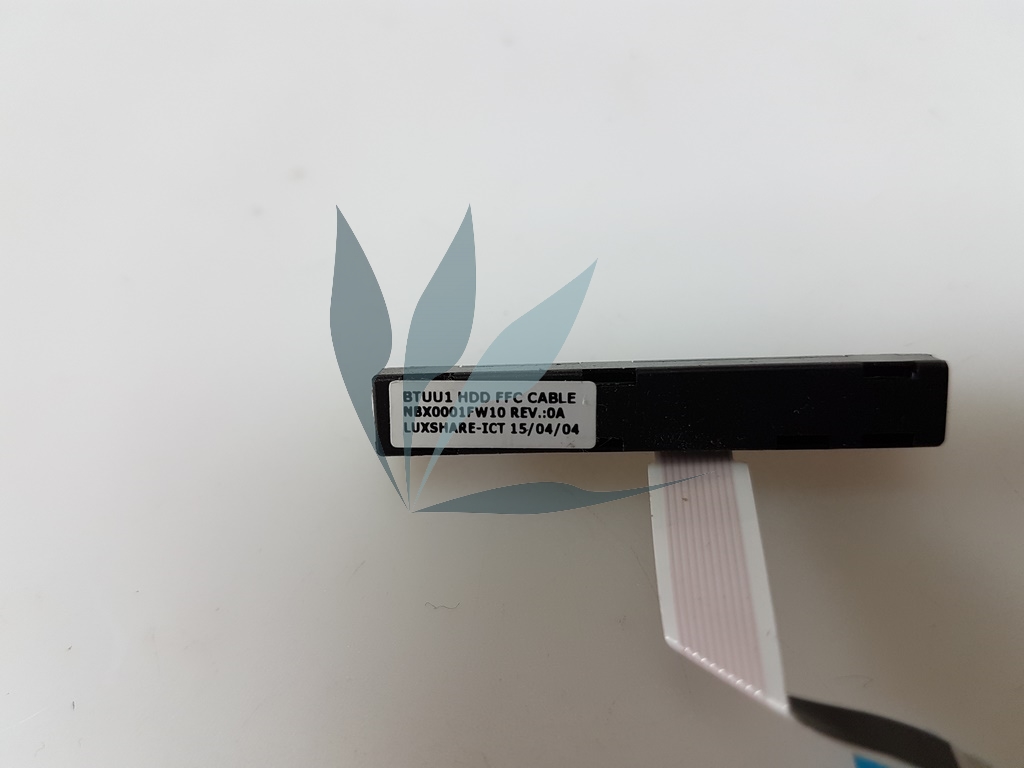 BTUU1 HDD FFC CABLE
NBX0001FW10 REV.:0A
LUXSHARE-ICT 15/04/04